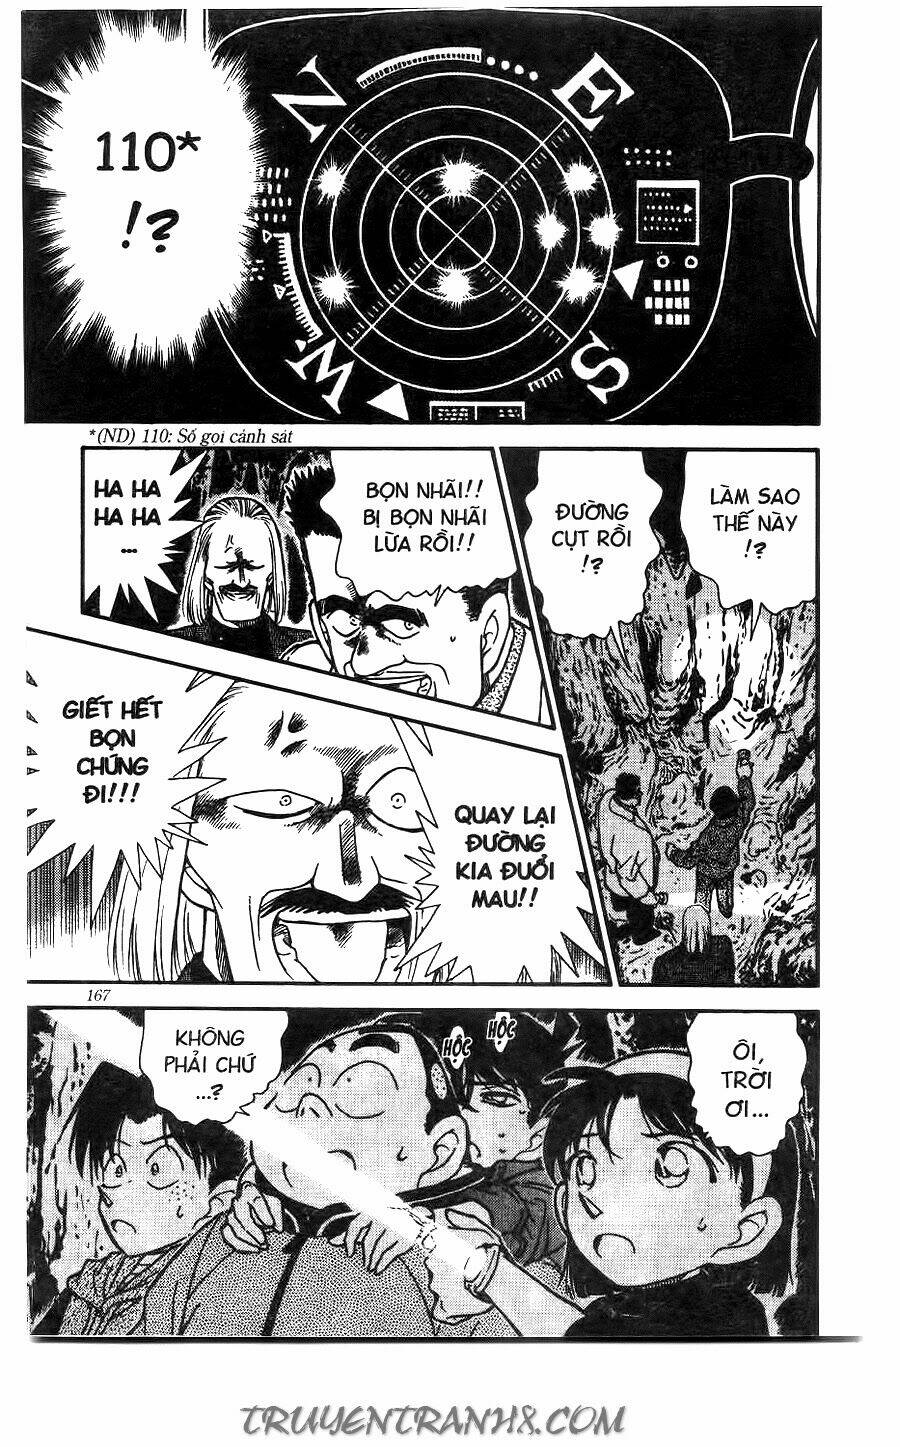 110*
!?
N
E
W
S
*(ND) 110: Số gọi cảnh sát
LÀM SAO
THẾ NÀY
!?
ĐƯỜNG
CỤT RỒI
!?
BỌN NHÃI!!
BỊ BỌN NHÃI
LỪA RỒI!!
HA HA
HA HA
...
GIẾT HẾT
BỌN
CHÚNG
ĐI!!!
QUAY LẠI
ĐƯỜNG
KIA ĐUỔI
MAU!!
167
ÔI,
TRỜI
ƠI...
HỘC
HỘC
KHÔNG
PHẢI CHỨ
...?
TRUYENTRANH8.COM